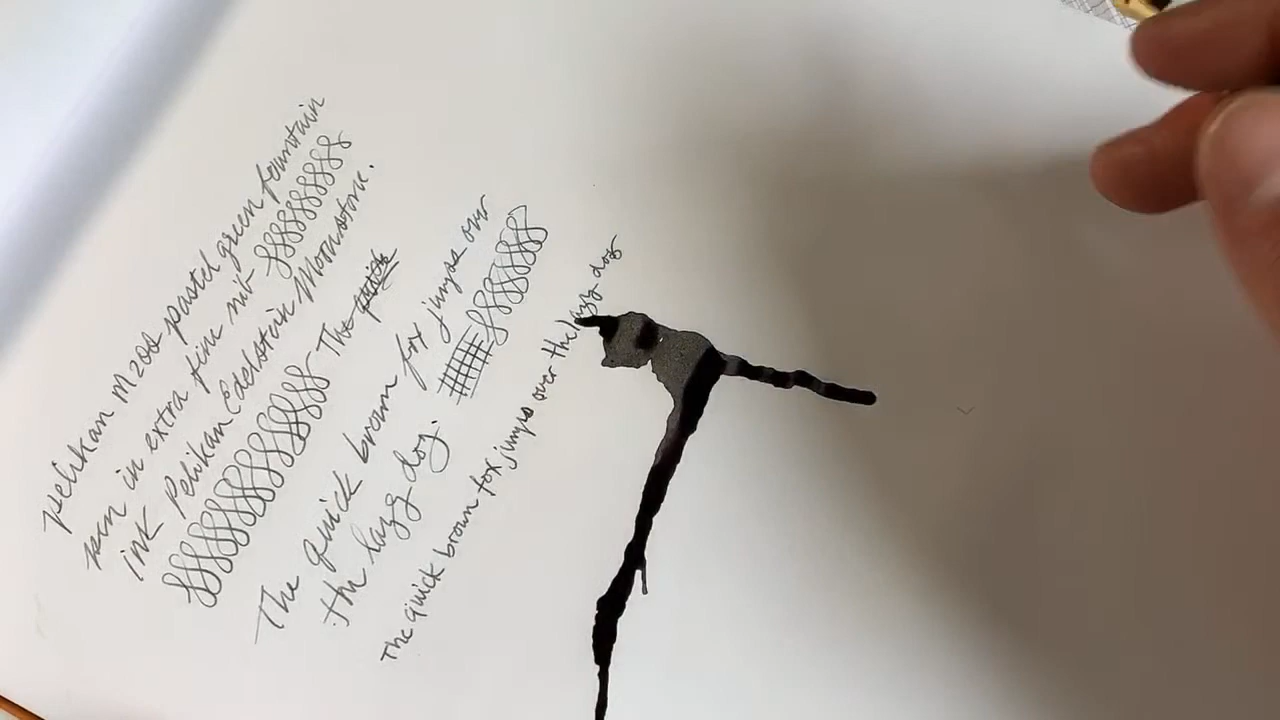 Pelikan M200 pastel green fountain
pen in extra fine nib
ink Pelikan Edelstein Moonstone.
The quick
The quick brown fox jumps over
the lazy dog.
The quick brown fox jumps over the lazy dog